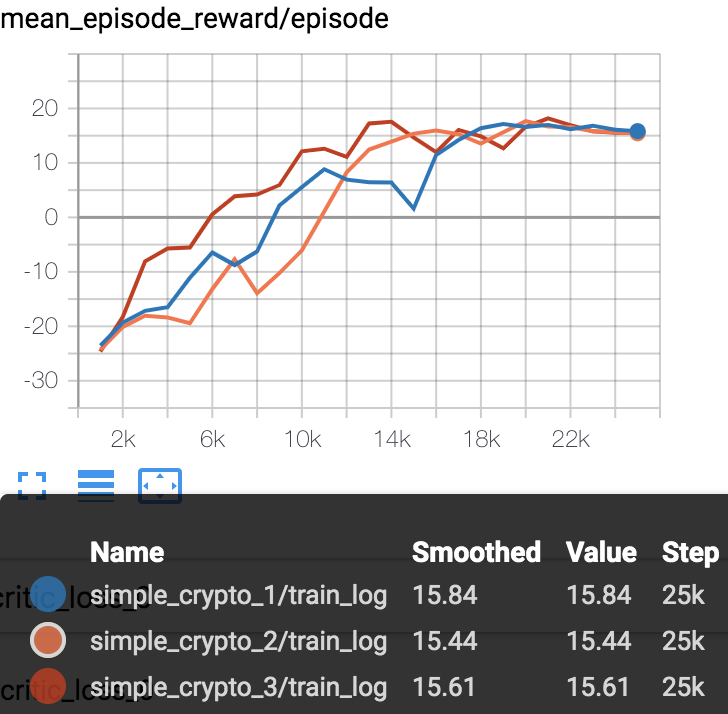 mean_episode_reward/episode
20
10
0
-10
-20
-30
2k 6k 10k 14k 18k 22k
Name Smoothed Value Step
critic_loss_
simple_crypto_1/train_log 15.84 15.84 25k
simple_crypto_2/train_log 15.44 15.44 25k
critic_loss_
simple_crypto_3/train_log 15.61 15.61 25k